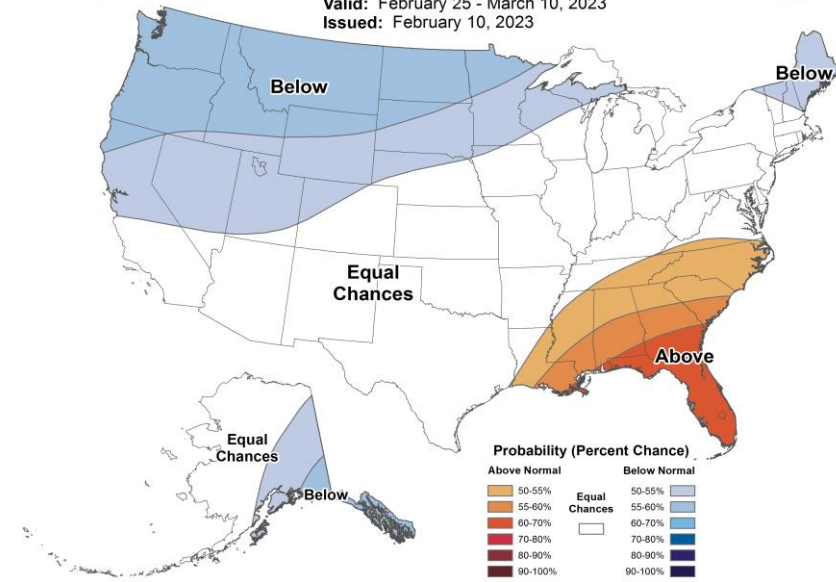 Valid: February 25 - March 10, 2023
Issued: February 10, 2023
Below
Below
Equal
Chances
Above
Equal
Chances
Below
Probability (Percent Chance)
Above Normal
Below Normal
50-55%
55-60%
60-70%
70-80%
80-90%
90-100%
Equal
Chances
50-55%
55-60%
60-70%
70-80%
80-90%
90-100%